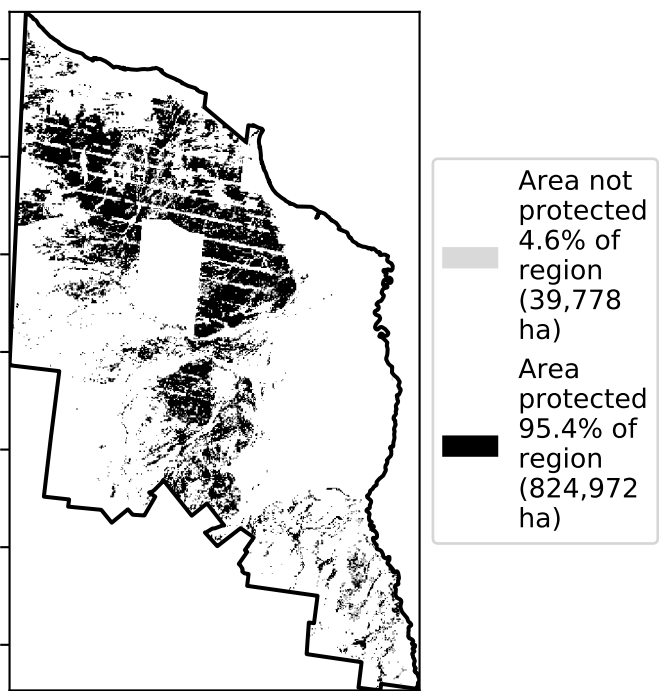 Area not
protected
4.6% of
region
(39,778
ha)
Area
protected
95.4% of
region
(824,972
ha)